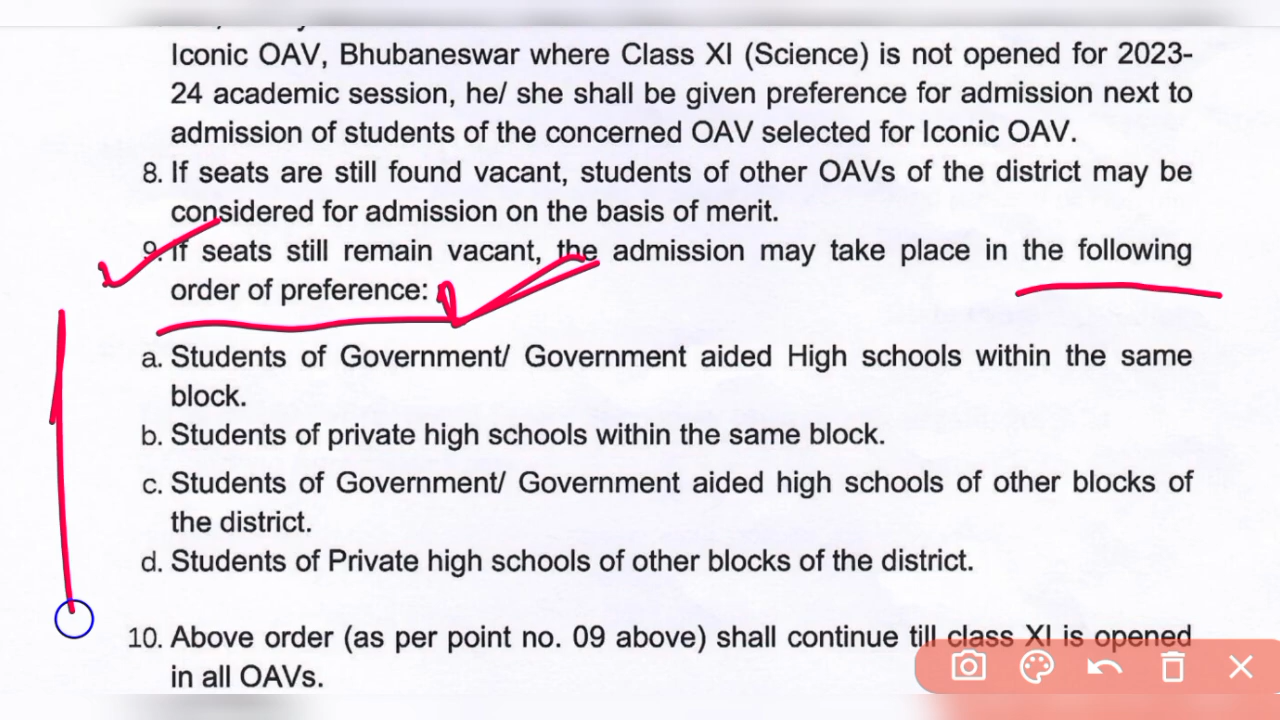 Iconic OAV, Bhubaneswar where Class XI (Science) is not opened for 2023-
24 academic session, he/ she shall be given preference for admission next to
admission of students of the concerned OAV selected for Iconic OAV.
8. If seats are still found vacant, students of other OAVs of the district may be
considered for admission on the basis of merit.
9. If seats still remain vacant, the admission may take place in the following
order of preference:
a. Students of Government/ Government aided High schools within the same
block.
b. Students of private high schools within the same block.
c. Students of Government/ Government aided high schools of other blocks of
the district.
d. Students of Private high schools of other blocks of the district.
10. Above order (as per point no. 09 above) shall continue till class XI is opened
in all OAVs.